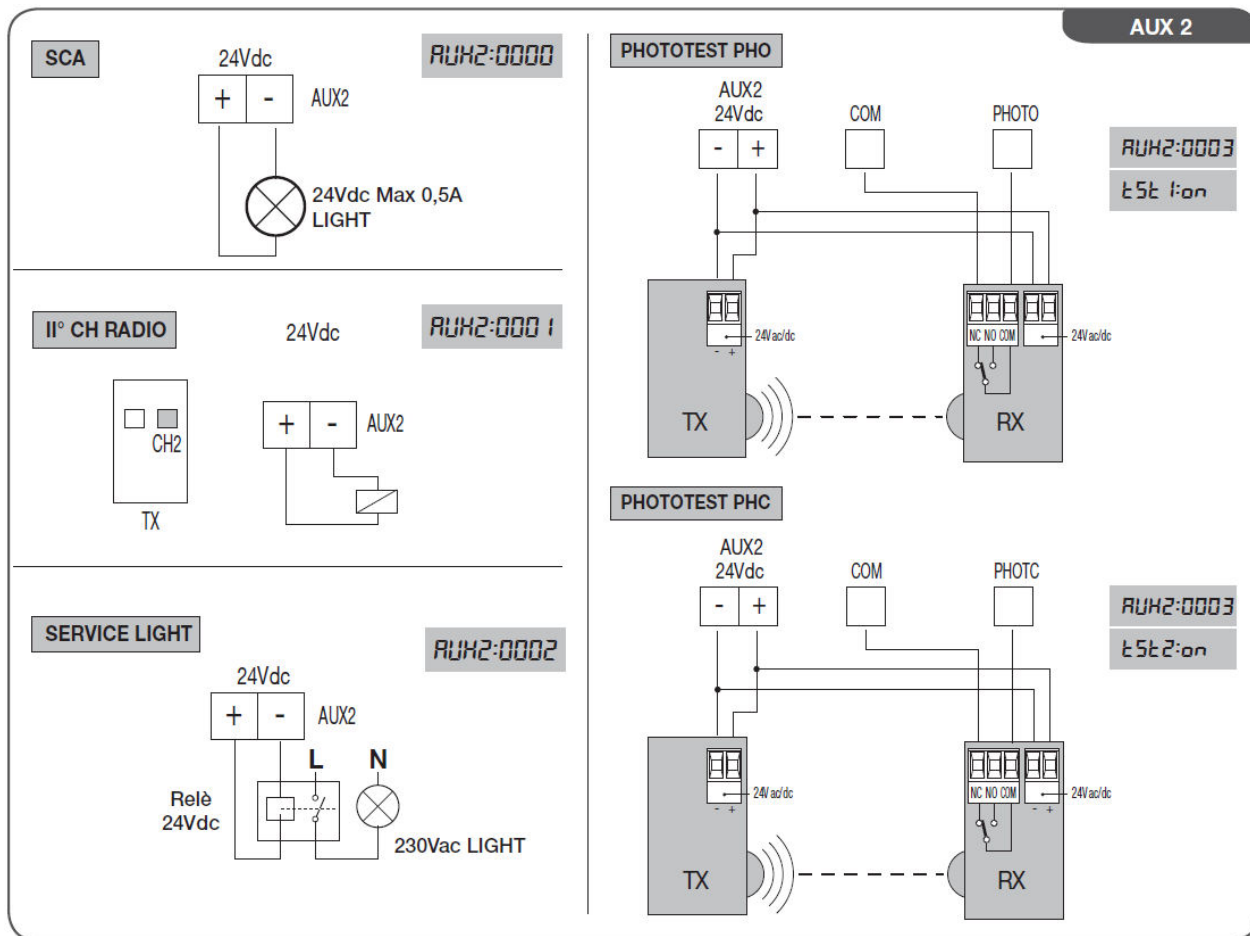 AUX 2
SCA
AUX2:0000
24Vdc
+ -
AUX2
24Vdc Max 0,5A
LIGHT
II° CH RADIO
24Vdc
AUX2:0001
CH2
TX
+ -
AUX2
SERVICE LIGHT
AUX2:0002
24Vdc
+ -
AUX2
L N
Relè
24Vdc
230Vac LIGHT
PHOTOTEST PHO
AUX2
24Vdc
COM
PHOTO
- +
AUX2:0003
tSt1:on
24Vac/dc
- +
TX
NC NO COM
24Vac/dc
- +
RX
PHOTOTEST PHC
AUX2
24Vdc
COM
PHOTC
- +
AUX2:0003
tSt2:on
24Vac/dc
- +
TX
NC NO COM
24Vac/dc
- +
RX